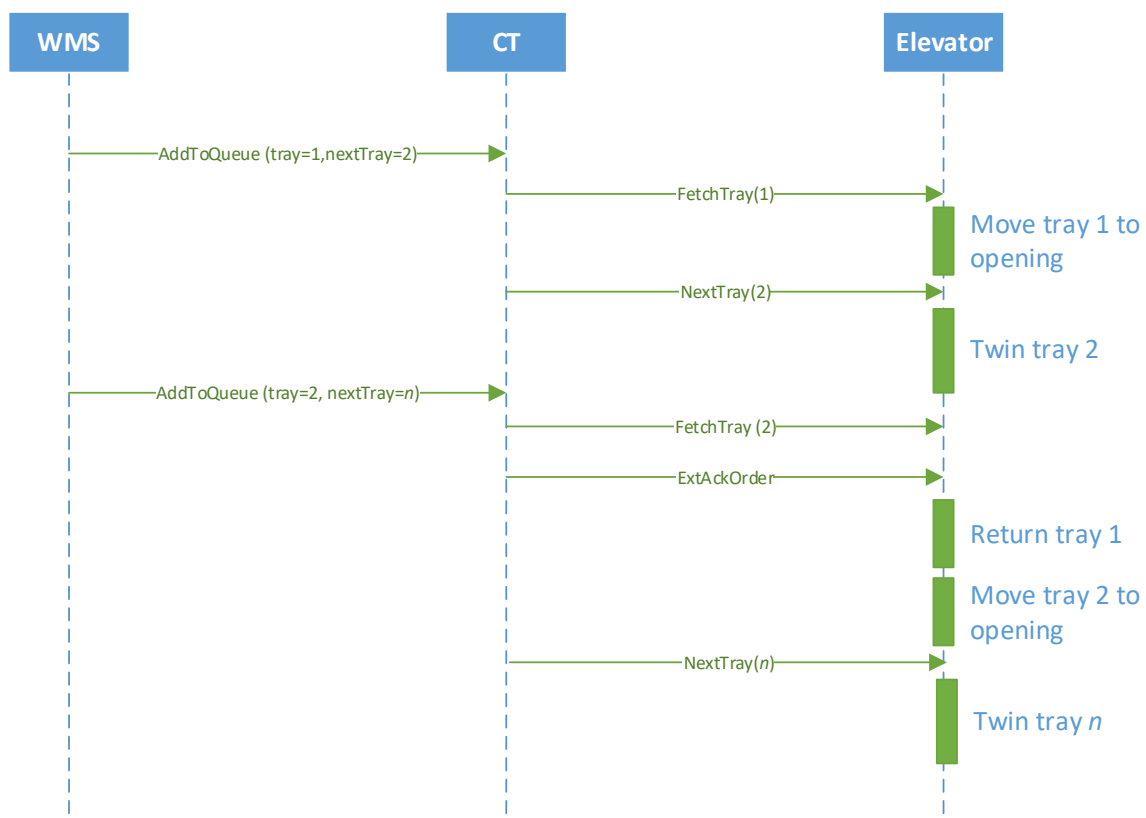 WMS
CT
Elevator
AddToQueue (tray=1,nextTray=2)
FetchTray(1)
Move tray 1 to
opening
NextTray(2)
Twin tray 2
AddToQueue (tray=2, nextTray=n)
FetchTray (2)
ExtAckOrder
Return tray 1
Move tray 2 to
opening
NextTray(n)
Twin tray n